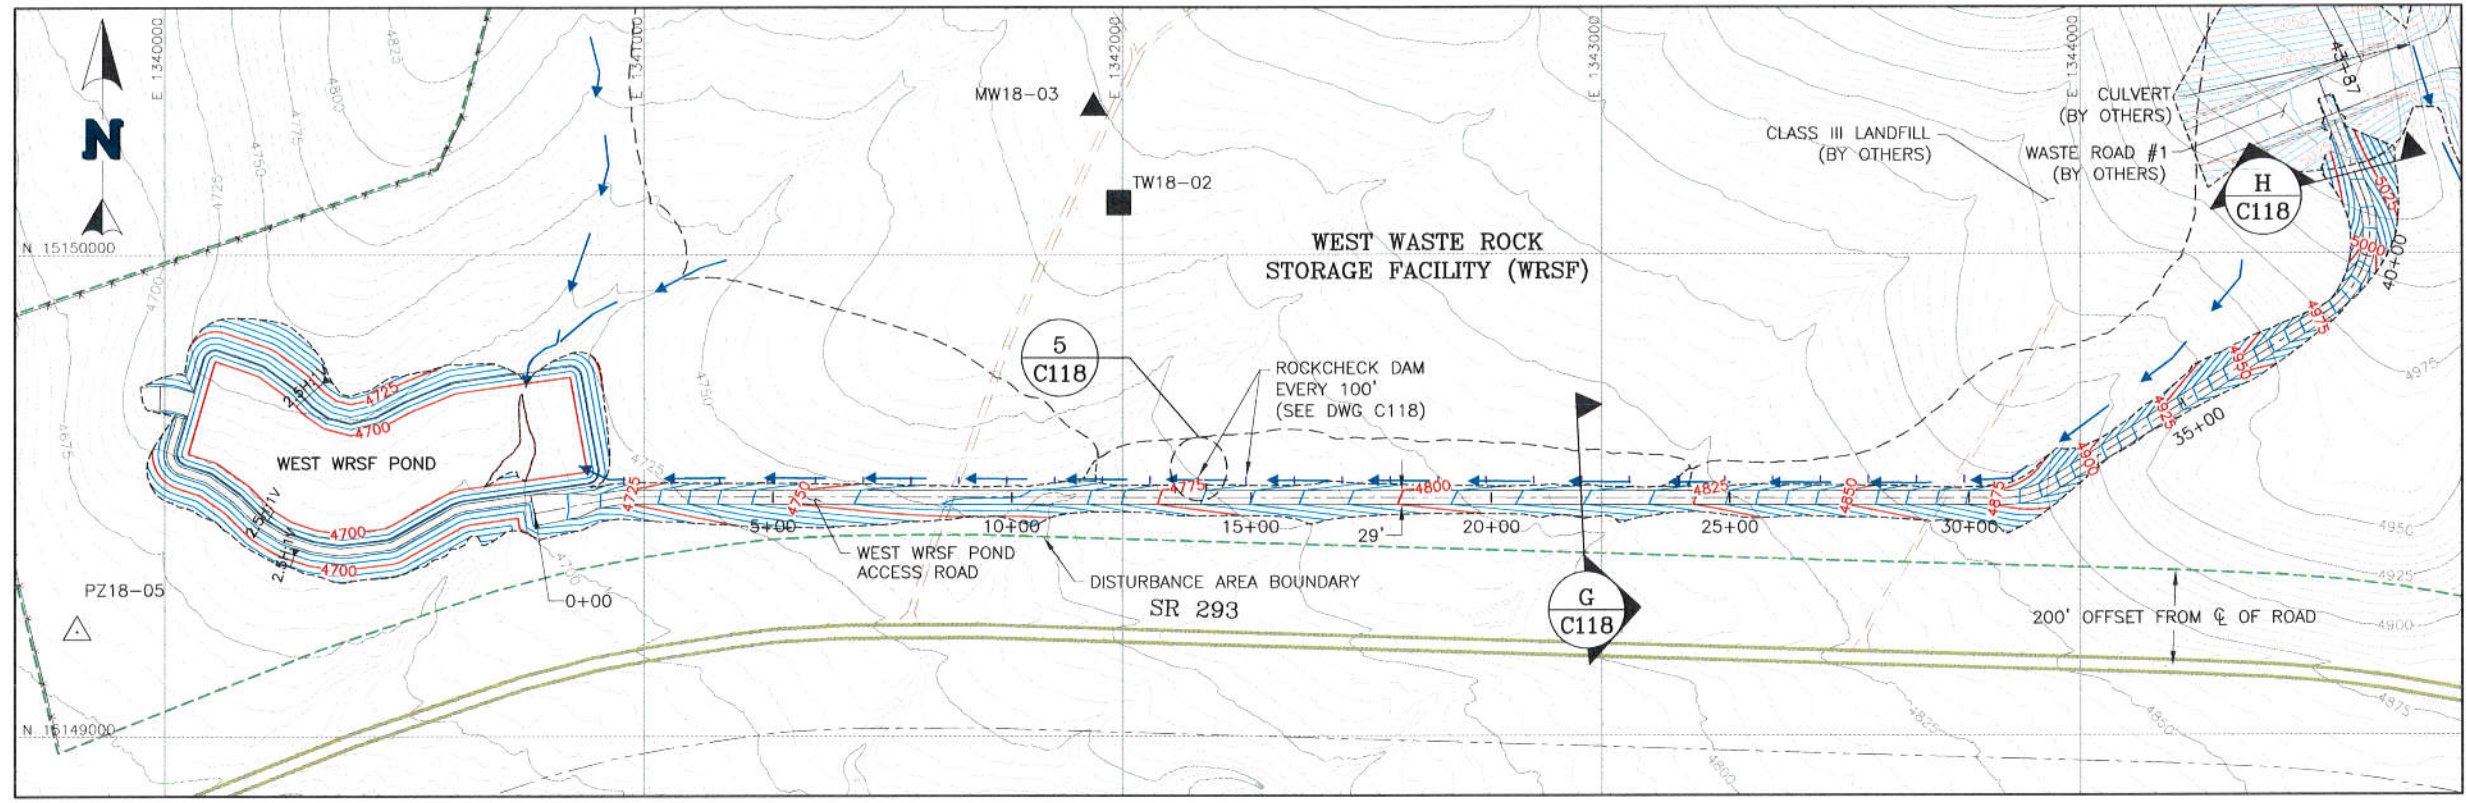 E 1340000
E 1341000
E 1342000
E 1343000
E 1344000
N
N 15150000
N 15149000
4825
4800
4775
4750
4725
4700
4675
MW18-03
TW18-02
CLASS III LANDFILL
(BY OTHERS)
CULVERT
(BY OTHERS)
WASTE ROAD #1
(BY OTHERS)
43+87
H
C118
5025
5000
40+00
4975
4950
4925
35+00
4900
4975
WEST WASTE ROCK
STORAGE FACILITY (WRSF)
5
C118
ROCKCHECK DAM
EVERY 100'
(SEE DWG C118)
4750
4725
2.5H:1V
4725
4700
WEST WRSF POND
2.5H:1V
4700
2.5H:1V
4700
4725
4750
4775
4800
4825
4850
4875
5+00
10+00
15+00
20+00
25+00
30+00
29'
WEST WRSF POND
ACCESS ROAD
0+00
4700
PZ18-05
DISTURBANCE AREA BOUNDARY
SR 293
G
C118
200' OFFSET FROM ℄ OF ROAD
4950
4925
4900
4875
4850
4825
4800